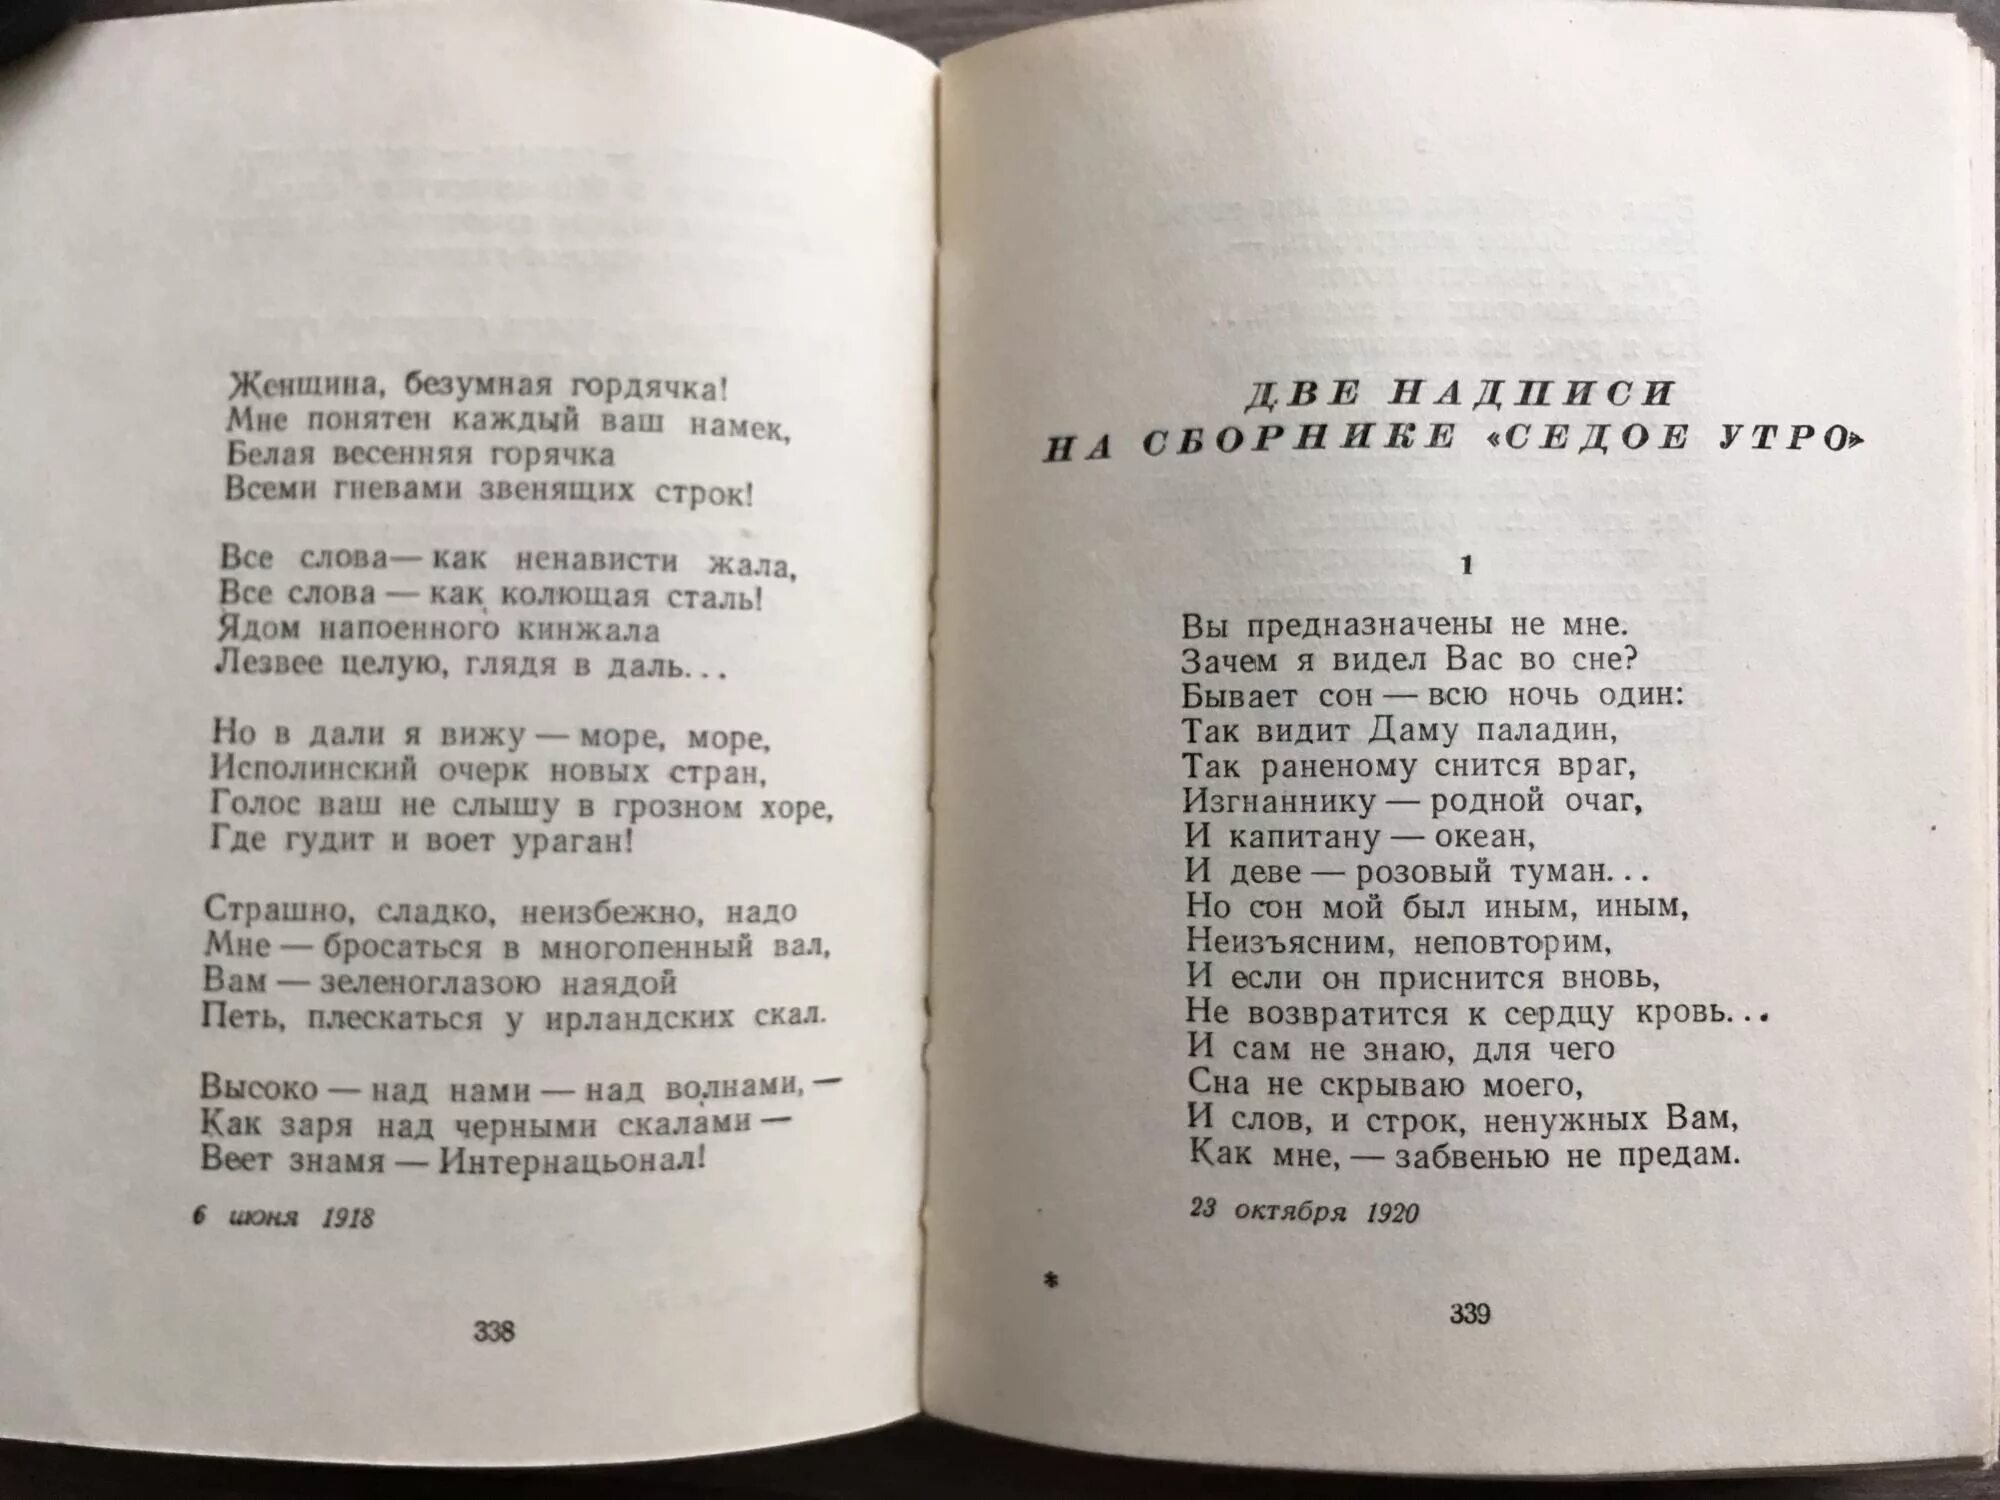 Женщина, безумная гордячка!
Мне понятен каждый ваш намек,
Белая весенняя горячка
Всеми гневами звенящих строк!
Все слова— как ненависти жала,
Все слова — как колющая сталь!
Ядом напоенного кинжала
Лезвее целую, глядя в даль...
Но в дали я вижу — море, море,
Исполинский очерк новых стран,
Голос ваш не слышу в грозном хоре,
Где гудит и воет ураган!
Страшно, сладко, неизбежно, надо
Мне — бросаться в многопенный вал,
Вам — зеленоглазою наядой
Петь, плескаться у ирландских скал.
Высоко — над нами — над волнами, —
Как заря над черными скалами —
Веет знамя — Интернацьонал!
6 июня 1918
338
ДВЕ НАДПИСИ
НА СБОРНИКЕ «СЕДОЕ УТРО»
1
Вы предназначены не мне.
Зачем я видел Вас во сне?
Бывает сон — всю ночь один:
Так видит Даму паладин,
Так раненому снится враг,
Изгнаннику — родной очаг,
И капитану — океан,
И деве — розовый туман...
Но сон мой был иным, иным,
Неизъясним, неповторим,
И если он приснится вновь,
Не возвратится к сердцу кровь...
И сам не знаю, для чего
Сна не скрываю моего,
И слов, и строк, ненужных Вам,
Как мне, — забвенью не предам.
23 октября 1920
*
339